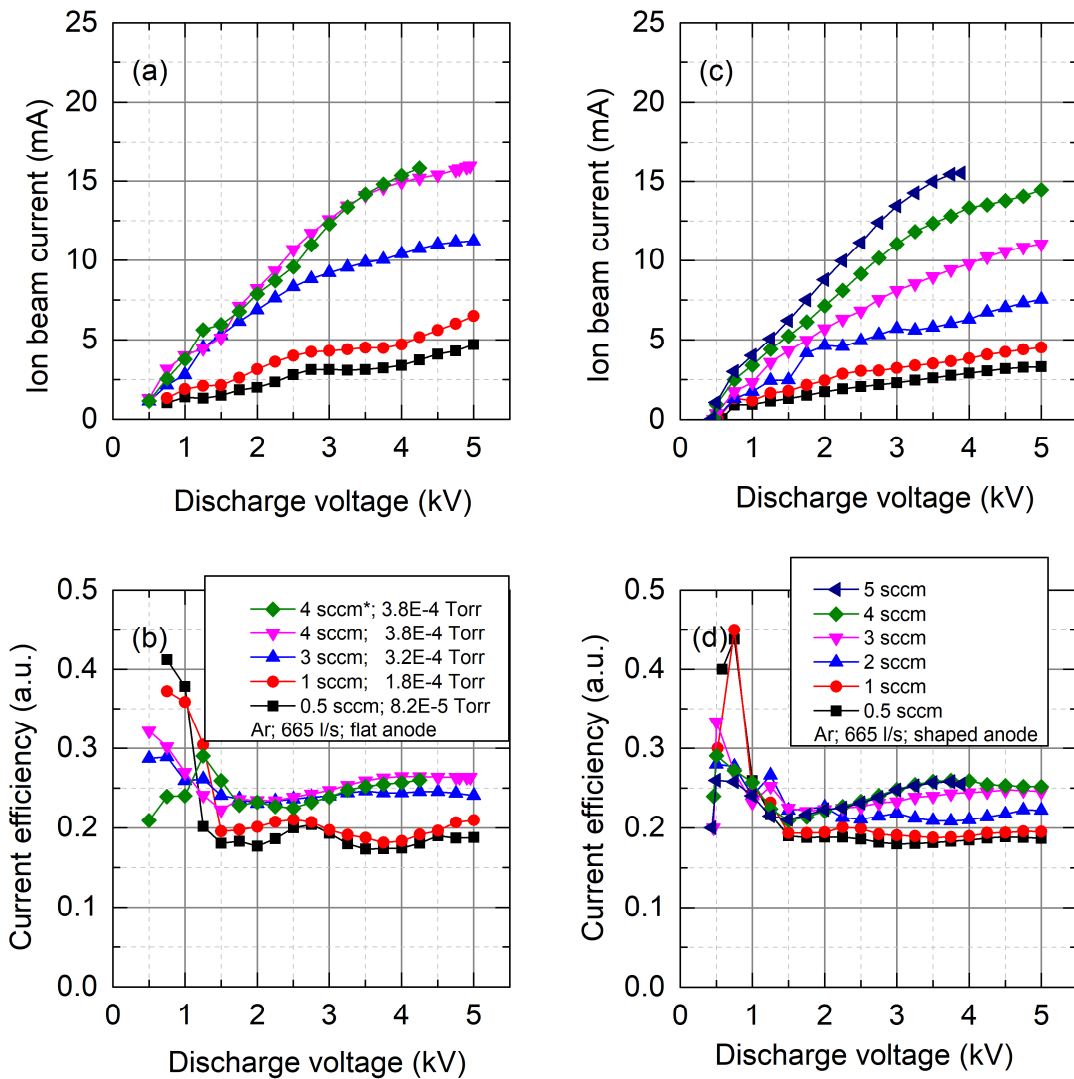 25
20
15
10
5
0
Ion beam current (mA)
(a)
0 1 2 3 4 5
Discharge voltage (kV)
25
20
15
10
5
0
Ion beam current (mA)
(c)
0 1 2 3 4 5
Discharge voltage (kV)
0.5
0.4
0.3
0.2
0.1
0.0
Current efficiency (a.u.)
(b)
4 sccm*; 3.8E-4 Torr
4 sccm; 3.8E-4 Torr
3 sccm; 3.2E-4 Torr
1 sccm; 1.8E-4 Torr
0.5 sccm; 8.2E-5 Torr
Ar; 665 l/s; flat anode
0 1 2 3 4 5
Discharge voltage (kV)
0.5
0.4
0.3
0.2
0.1
0.0
Current efficiency (a.u.)
(d)
5 sccm
4 sccm
3 sccm
2 sccm
1 sccm
0.5 sccm
Ar; 665 l/s; shaped anode
0 1 2 3 4 5
Discharge voltage (kV)